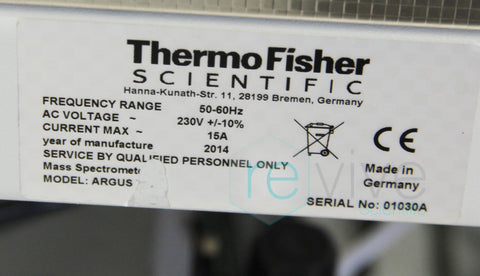 ThermoFisher
SCIENTIFIC
Hanna-Kunath-Str. 11, 28199 Bremen, Germany
FREQUENCY RANGE 50-60Hz
AC VOLTAGE ~ 230V +/-10%
CURRENT MAX ~ 15A
year of manufacture 2014
SERVICE BY QUALIFIED PERSONNEL ONLY
Mass Spectrometer
MODEL: ARGUS
CE
Made in
Germany
SERIAL No: 01030A
revive